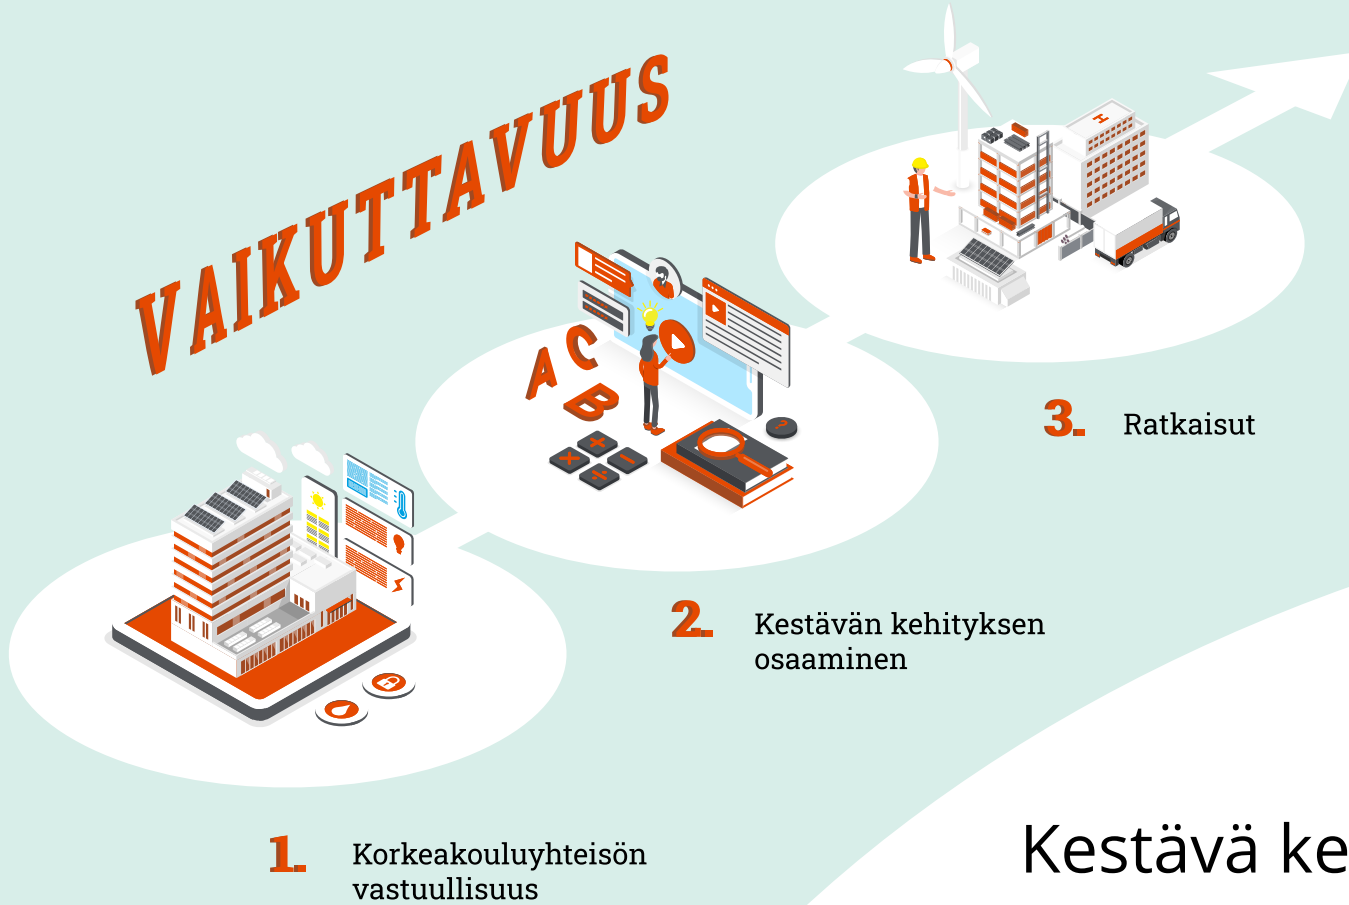 VAIKUTTAVUUS
A C
B
?
H
3. Ratkaisut
2. Kestävän kehityksen
osaaminen
1. Korkeakouluyhteisön
vastuullisuus
Kestävä ke